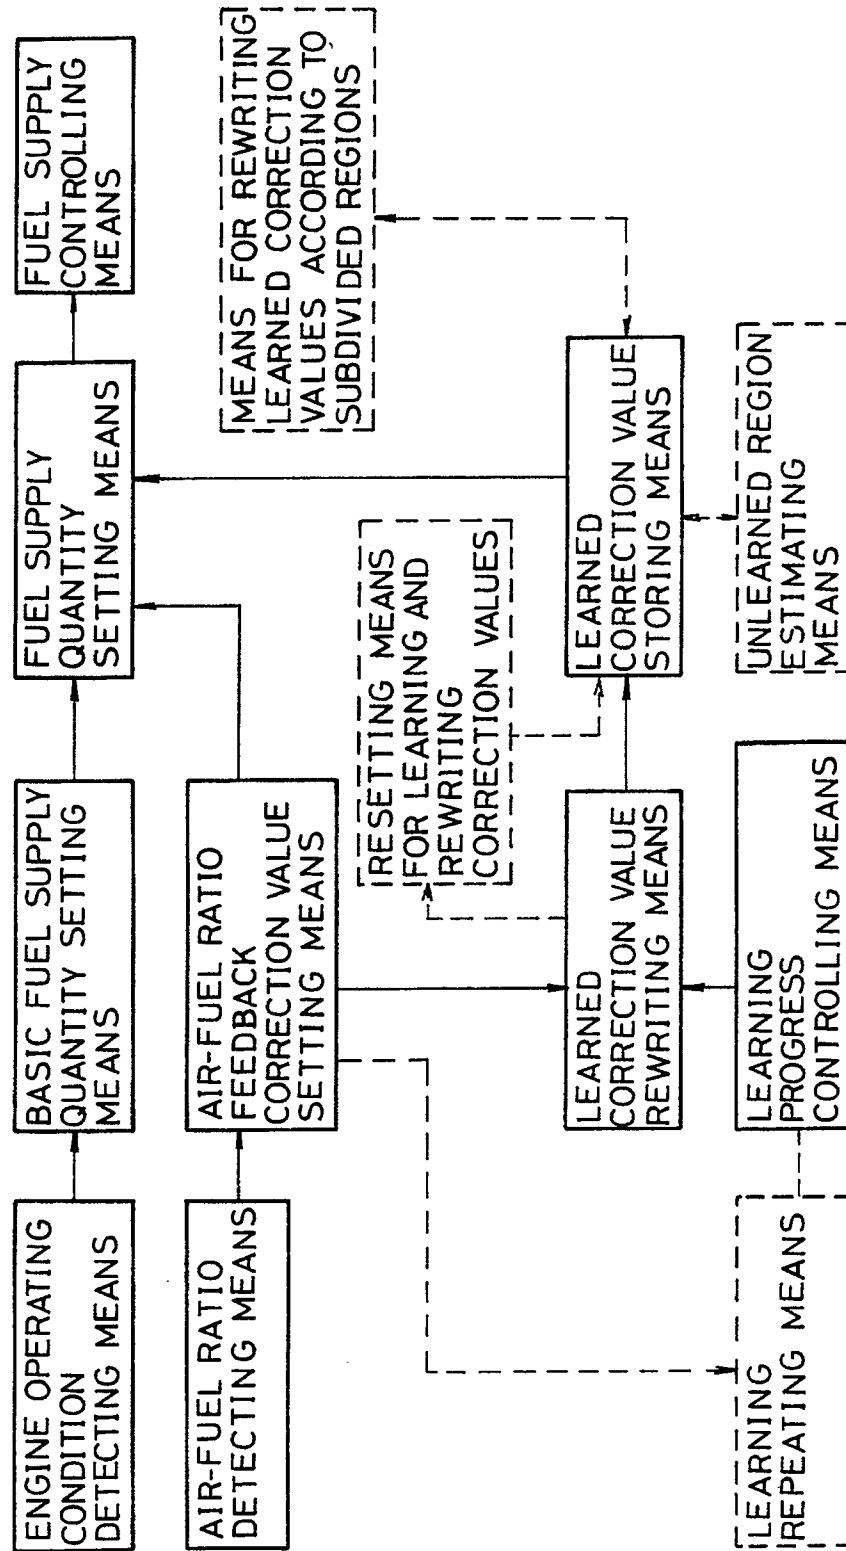 ENGINE OPERATING
CONDITION
DETECTING MEANS
BASIC FUEL SUPPLY
QUANTITY SETTING
MEANS
FUEL SUPPLY
QUANTITY
SETTING MEANS
FUEL SUPPLY
CONTROLLING
MEANS
AIR-FUEL RATIO
DETECTING MEANS
AIR-FUEL RATIO
FEEDBACK
CORRECTION VALUE
SETTING MEANS
MEANS FOR REWRITING
LEARNED CORRECTION
VALUES ACCORDING TO
SUBDIVIDED REGIONS
RESETTING MEANS
FOR LEARNING AND
REWRITING
CORRECTION VALUES
LEARNED
CORRECTION VALUE
REWRITING MEANS
LEARNED
CORRECTION VALUE
STORING MEANS
LEARNING
REPEATING MEANS
LEARNING
PROGRESS
CONTROLLING MEANS
UNLEARNED REGION
ESTIMATING
MEANS